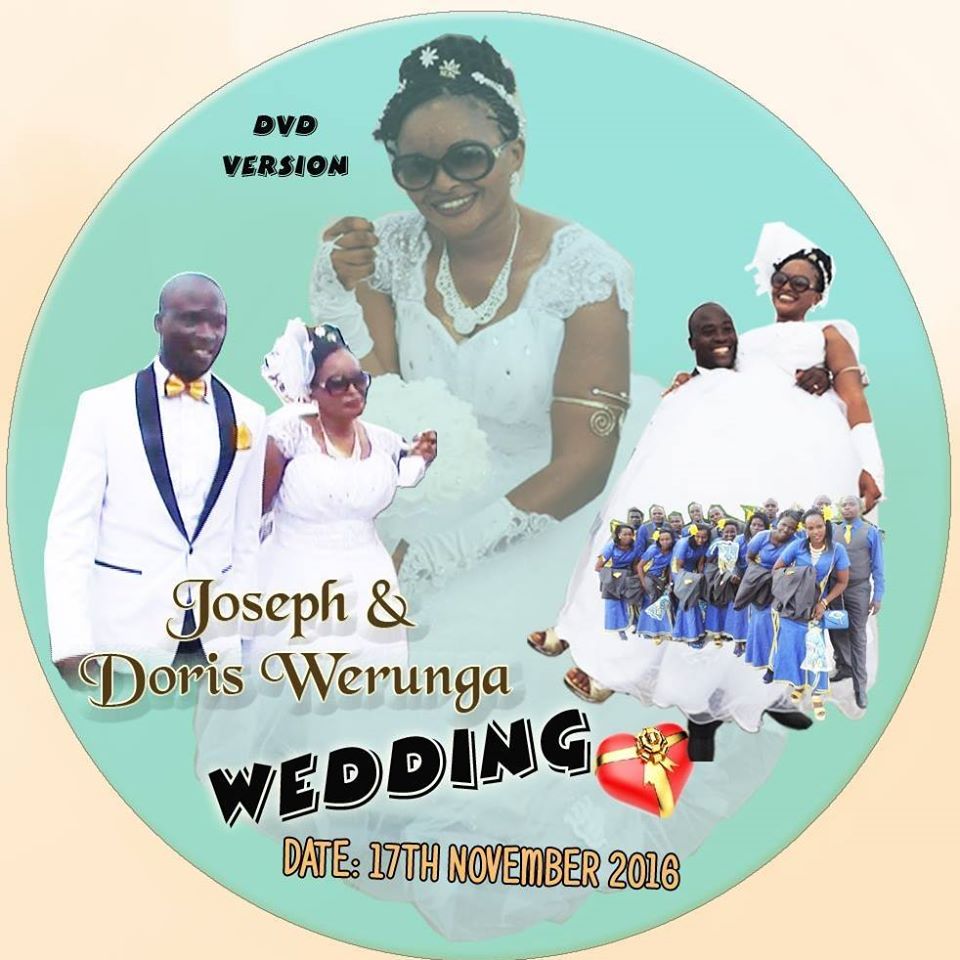 DVD
VERSION
Joseph &
Doris Werunga
WEDDING
DATE: 17TH NOVEMBER 2016